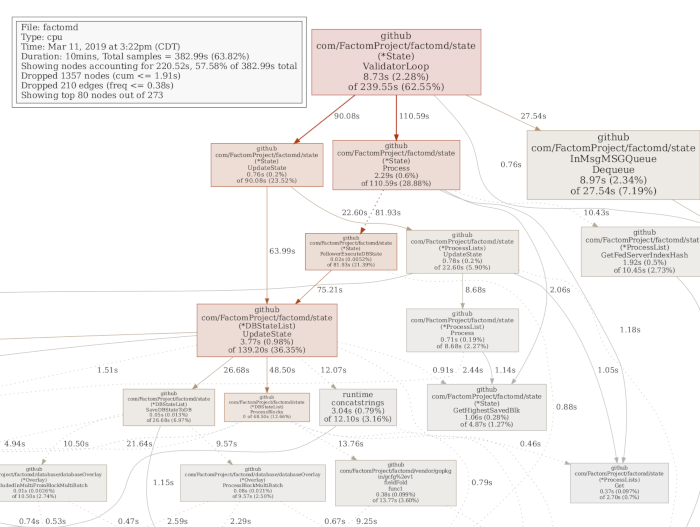 File: factomd
Type: cpu
Time: Mar 11, 2019 at 3:22pm (CDT)
Duration: 10mins, Total samples = 382.99s (63.82%)
Showing nodes accounting for 220.52s, 57.58% of 382.99s total
Dropped 1357 nodes (cum <= 1.91s)
Dropped 210 edges (freq <= 0.38s)
Showing top 80 nodes out of 273
github
com/FactomProject/factomd/state
(*State)
ValidatorLoop
8.73s (2.28%)
of 239.55s (62.55%)
90.08s
110.59s
27.54s
0.76s
github
com/FactomProject/factomd/state
(*State)
UpdateState
0.76s (0.2%)
of 90.08s (23.52%)
github
com/FactomProject/factomd/state
(*State)
Process
2.29s (0.6%)
of 110.59s (28.88%)
github
com/FactomProject/factomd/state
InMsgMSGQueue
Dequeue
8.97s (2.34%)
of 27.54s (7.19%)
22.60s
81.93s
10.43s
63.99s
github
com/FactomProject/factomd/state
(*State)
FollowerExecuteDBState
0.02s (0.0052%)
of 81.93s (21.39%)
github
com/FactomProject/factomd/state
(*ProcessLists)
UpdateState
0.78s (0.2%)
of 22.60s (5.90%)
github
com/FactomProject/factomd/stat
(*ProcessList)
GetFedServerIndexHash
1.92s (0.5%)
of 10.45s (2.73%)
75.21s
8.68s
2.06s
github
com/FactomProject/factomd/state
(*DBStateList)
UpdateState
3.77s (0.98%)
of 139.20s (36.35%)
github
com/FactomProject/factomd/state
(*ProcessList)
Process
0.71s (0.19%)
of 8.68s (2.27%)
1.18s
1.51s
26.68s
48.50s
12.07s
0.91s
2.44s
1.14s
1.05s
github
com/FactomProject/factomd/state
(*DBStateList)
SaveDBStateToDB
0.05s (0.013%)
of 26.68s (6.97%)
github
com/FactomProject/factomd/state
(*DBStateList)
ProcessBlocks
0 of 48.50s (12.66%)
runtime
concatstrings
3.04s (0.79%)
of 12.10s (3.16%)
github
com/FactomProject/factomd/state
(*State)
GetHighestSavedBlk
1.06s (0.28%)
of 4.87s (1.27%)
0.88s
4.94s
10.50s
21.64s
9.57s
13.76s
0.46s
github
com/FactomProject/factomd/database/databaseOverlay
(*Overlay)
0.01s (0.0026%)
of 10.50s (2.74%)
1.15s
github
com/FactomProject/factomd/database/databaseOverlay
(*Overlay)
ProcessBlockMultiBatch
0.08s (0.021%)
of 9.57s (2.50%)
github
com/FactomProject/factomd/vendor/gopkg
in/gcfg%2ev1
fieldFold
func1
0.38s (0.099%)
of 13.77s (3.60%)
0.79s
github
com/FactomProject/factomd/state
(*ProcessLists)
Get
0.37s (0.097%)
of 2.70s (0.7%)
0.74s
0.53s
0.47s
2.59s
2.29s
0.67s
9.25s